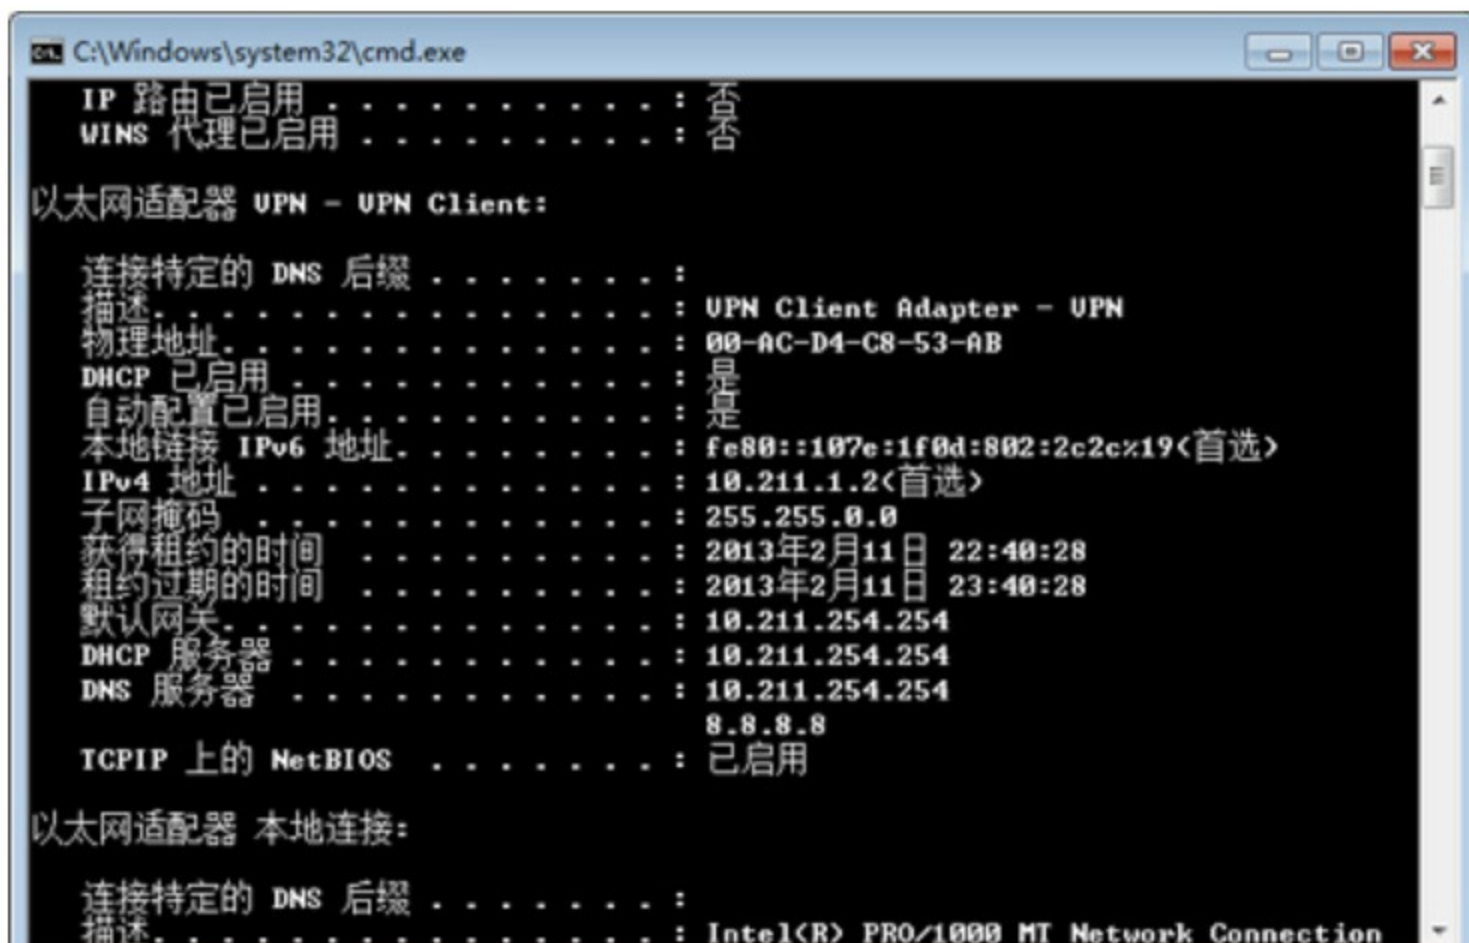 C:\Windows\system32\cmd.exe
IP 路由已启用 . . . . . . . . . . : 否
WINS 代理已启用 . . . . . . . . . : 否
以太网适配器 VPN - VPN Client:
连接特定的 DNS 后缀 . . . . . . . :
描述. . . . . . . . . . . . . . . : VPN Client Adapter - VPN
物理地址. . . . . . . . . . . . . : 00-AC-D4-C8-53-AB
DHCP 已启用 . . . . . . . . . . . : 是
自动配置已启用. . . . . . . . . . : 是
本地链接 IPv6 地址. . . . . . . . : fe80::107e:1f0d:802:2c2c%19(首选)
IPv4 地址 . . . . . . . . . . . . : 10.211.1.2(首选)
子网掩码 . . . . . . . . . . . . : 255.255.0.0
获得租约的时间 . . . . . . . . . : 2013年2月11日 22:40:28
租约过期的时间 . . . . . . . . . : 2013年2月11日 23:40:28
默认网关. . . . . . . . . . . . . : 10.211.254.254
DHCP 服务器 . . . . . . . . . . . : 10.211.254.254
DNS 服务器 . . . . . . . . . . . : 10.211.254.254
8.8.8.8
TCPIP 上的 NetBIOS . . . . . . . : 已启用
以太网适配器 本地连接:
连接特定的 DNS 后缀 . . . . . . . :
描述. . . . . . . . . . . . . . . : Intel(R) PRO/1000 MT Network Connection